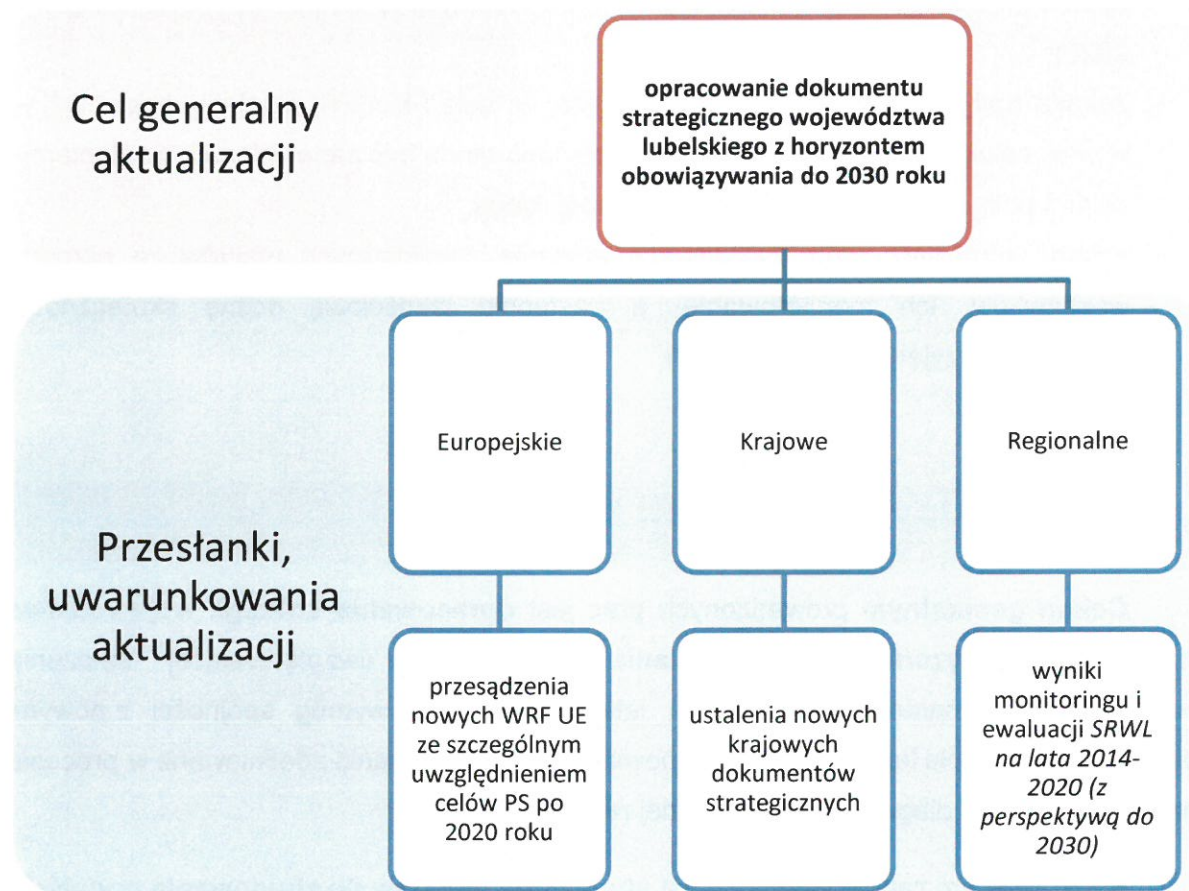 Cel generalny
aktualizacji
opracowanie dokumentu
strategicznego województwa
lubelskiego z horyzontem
obowiązywania do 2030 roku
Przesłanki,
uwarunkowania
aktualizacji
Europejskie
Krajowe
Regionalne
przesądzenia
nowych WRF UE
ze szczególnym
uwzględnieniem
celów PS po
2020 roku
ustalenia nowych
krajowych
dokumentów
strategicznych
wyniki
monitoringu i
ewaluacji SRWL
na lata 2014-
2020 (z
perspektywą do
2030)